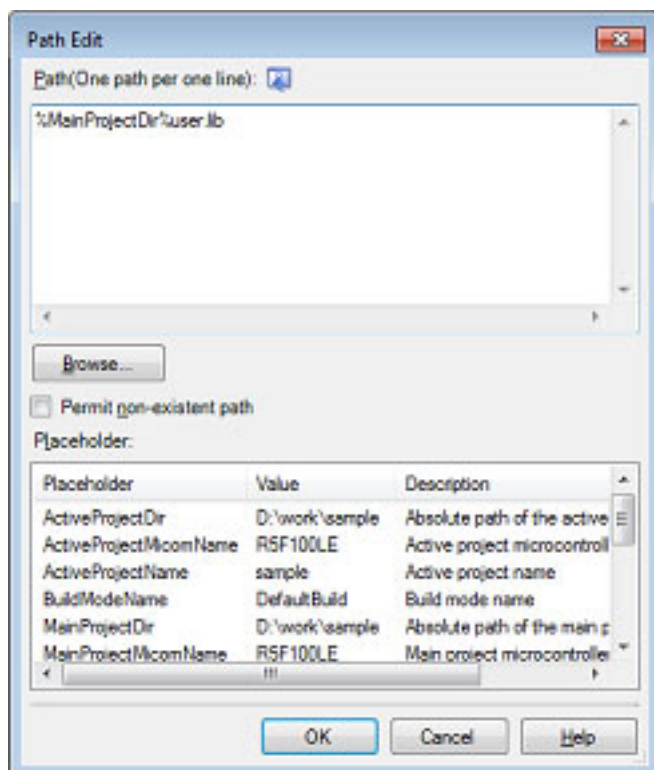 Path Edit
Path(One path per one line):
%MainProjectDir%user.lib
Browse...
Permit non-existent path
Placeholder:
Placeholder Value Description
ActiveProjectDir D:\work\sample Absolute path of the active
ActiveProjectMicomName R5F100LE Active project microcontroll
ActiveProjectName sample Active project name
BuildModeName DefaultBuild Build mode name
MainProjectDir D:\work\sample Absolute path of the main p
MainProjectMicomName R5F100LE Main project microcontroller
OK Cancel Help